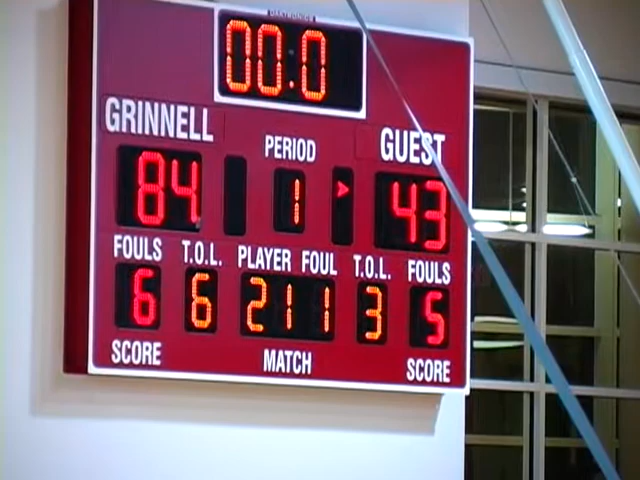 DAKTRONICS
00.0
GRINNELL
PERIOD
GUEST
84
1
43
FOULS
T.O.L.
PLAYER FOUL
T.O.L.
FOULS
6
6
21 1
3
5
SCORE
MATCH
SCORE